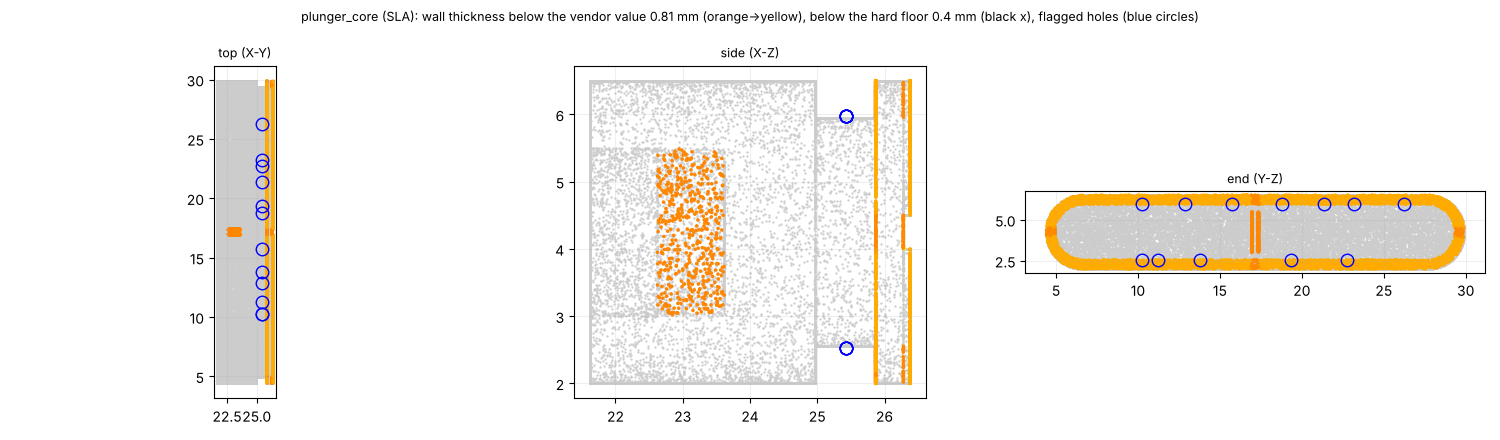 plunger_core (SLA): wall thickness below the vendor value 0.81 mm (orange→yellow), below the hard floor 0.4 mm (black x), flagged holes (blue circles)
top (X-Y)
30
25
20
15
10
5
22.5 25.0
side (X-Z)
6
5
4
3
2
22 23 24 25 26
end (Y-Z)
5.0
2.5
5 10 15 20 25 30